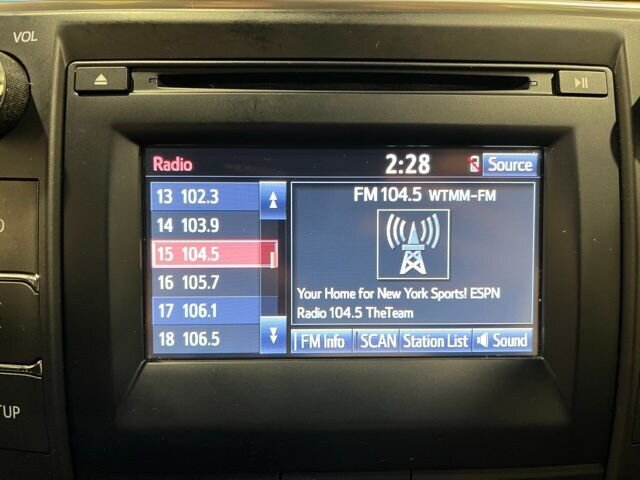 VOL
Radio
2:28
Source
13 102.3
14 103.9
15 104.5
16 105.7
17 106.1
18 106.5
FM 104.5 WTMM-FM
Your Home for New York Sports! ESPN
Radio 104.5 TheTeam
FM Info
SCAN
Station List
Sound